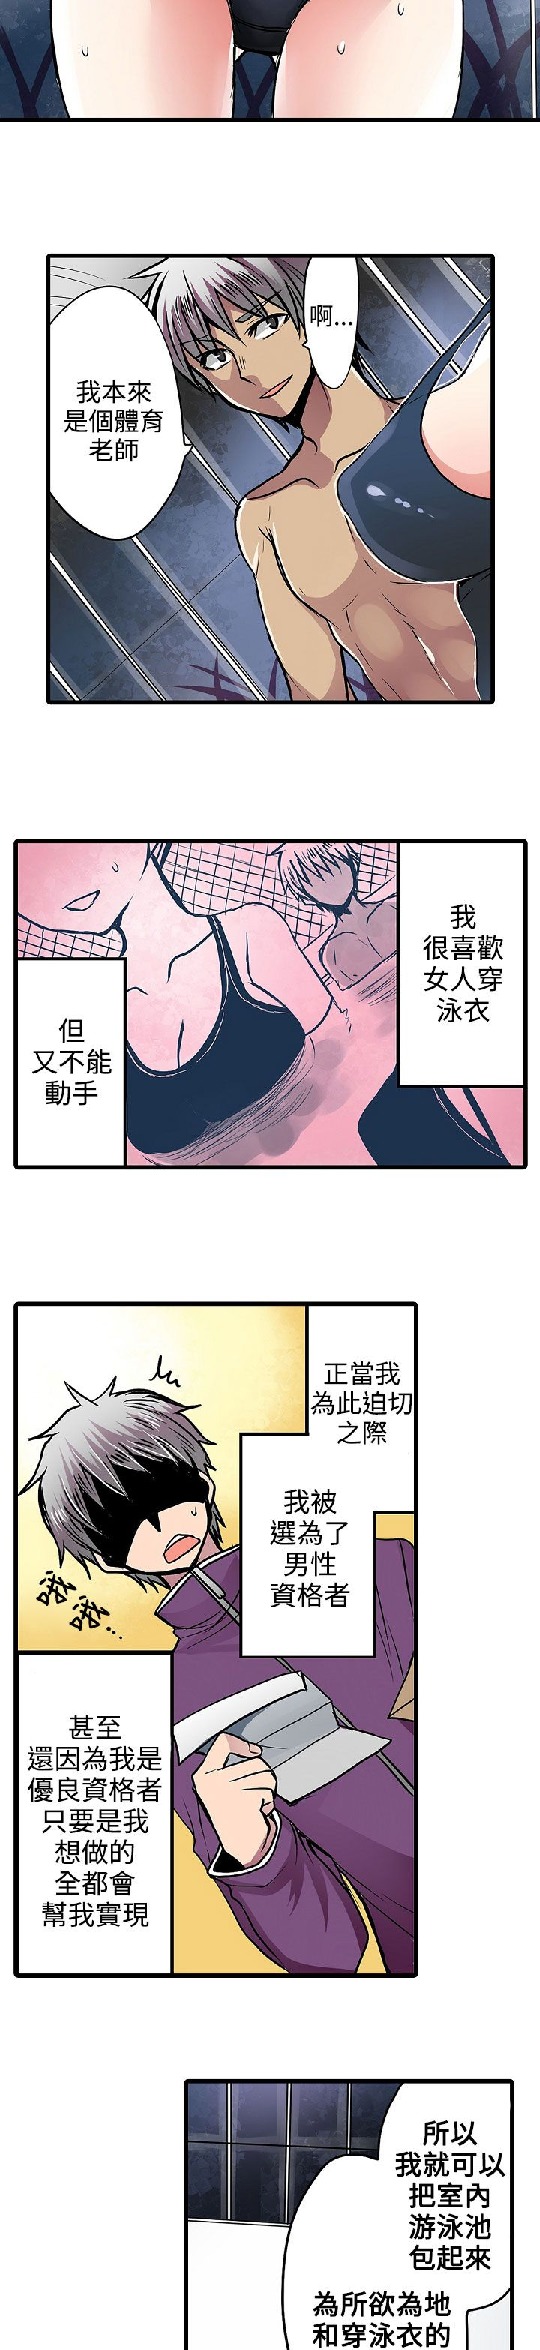 啊...
我本來
是個體育
老師
我
很喜歡
女人穿
泳衣
但
又不能
動手
正當我
為此迫切
之際
我被
選為了
男性
資格者
哦
哦...
甚至
還因為我是
優良資格者
只要是我
想做的
全都會
幫我實現
所以
我就可以
把室內
游泳池
包起來
為所欲為地
和穿泳衣的